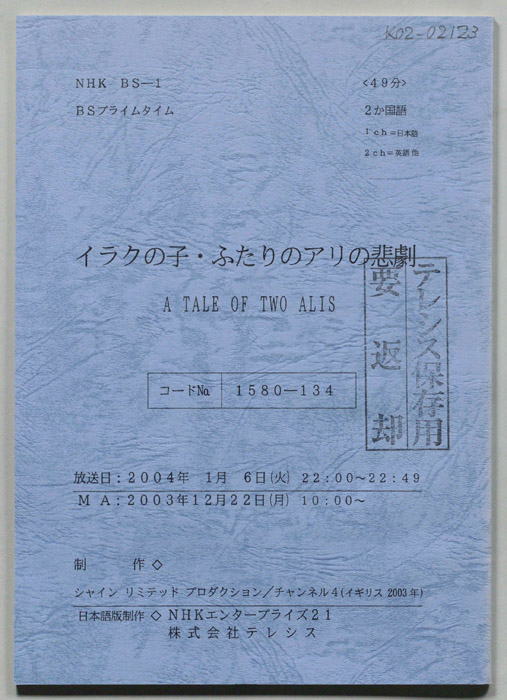 K02-02123
NHK BS—1
<49分>
BSプライムタイム
2か国語
1ch=日本語
2ch=英語 他
イラクの子・ふたりのアリの悲劇
A TALE OF TWO ALIS
テレシス保存用
要返却
コード№ 1580—134
放送日:2004年 1月 6日(火) 22:00~22:49
MA:2003年12月22日(月) 10:00~
制 作◇
シャイン リミテッド プロダクション/チャンネル4(イギリス 2003年)
日本語版制作 ◇ NHKエンタープライズ21
株式会社テレシス